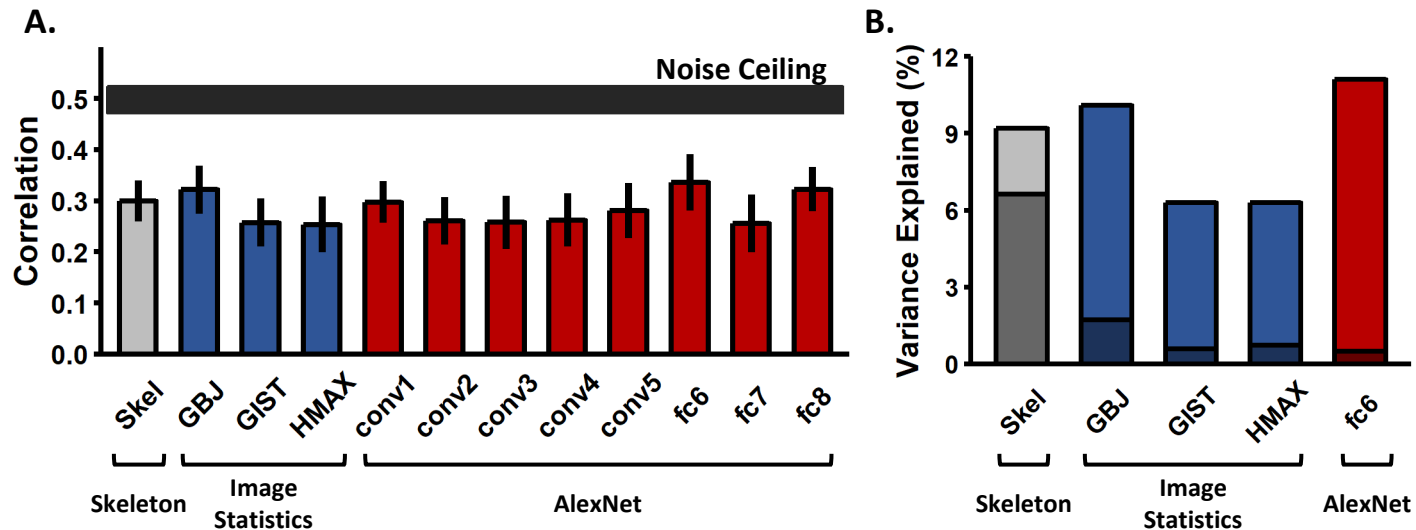 A.
Noise Ceiling
Correlation
0.5
0.4
0.3
0.2
0.1
0.0
Skel
GBJ
GIST
HMAX
conv1
conv2
conv3
conv4
conv5
fc6
fc7
fc8
Skeleton
Image
Statistics
AlexNet
B.
Variance Explained (%)
12
9
6
3
0
Skel
GBJ
GIST
HMAX
fc6
Skeleton
Image
Statistics
AlexNet